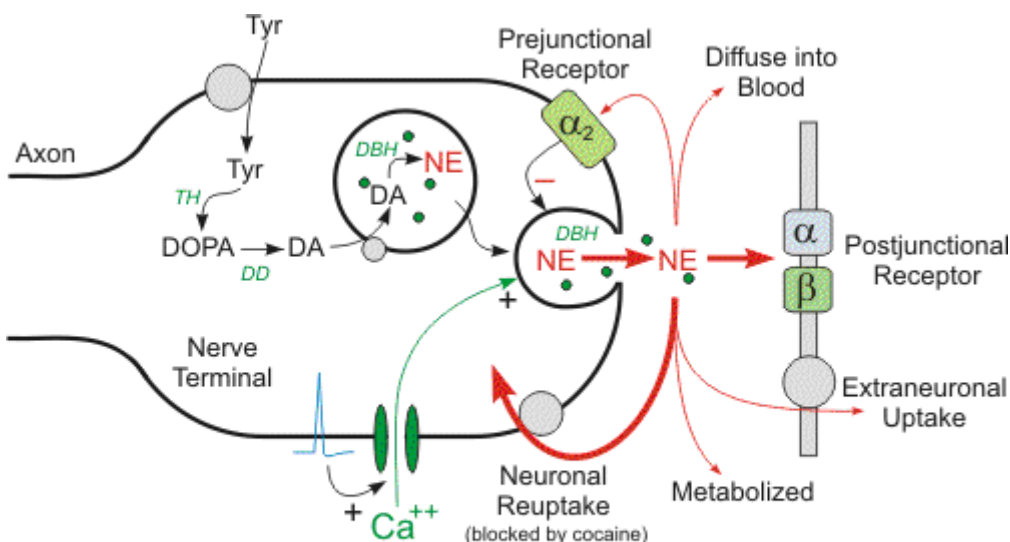 Tyr
Prejunctional
Receptor
Diffuse into
Blood
α2
Axon
Tyr
DBH
NE
DA
TH
DOPA
DA
DD
–
DBH
NE
NE
+
α
β
Postjunctional
Receptor
Nerve
Terminal
Extraneuronal
Uptake
Neuronal
Reuptake
(blocked by cocaine)
Metabolized
+
Ca++